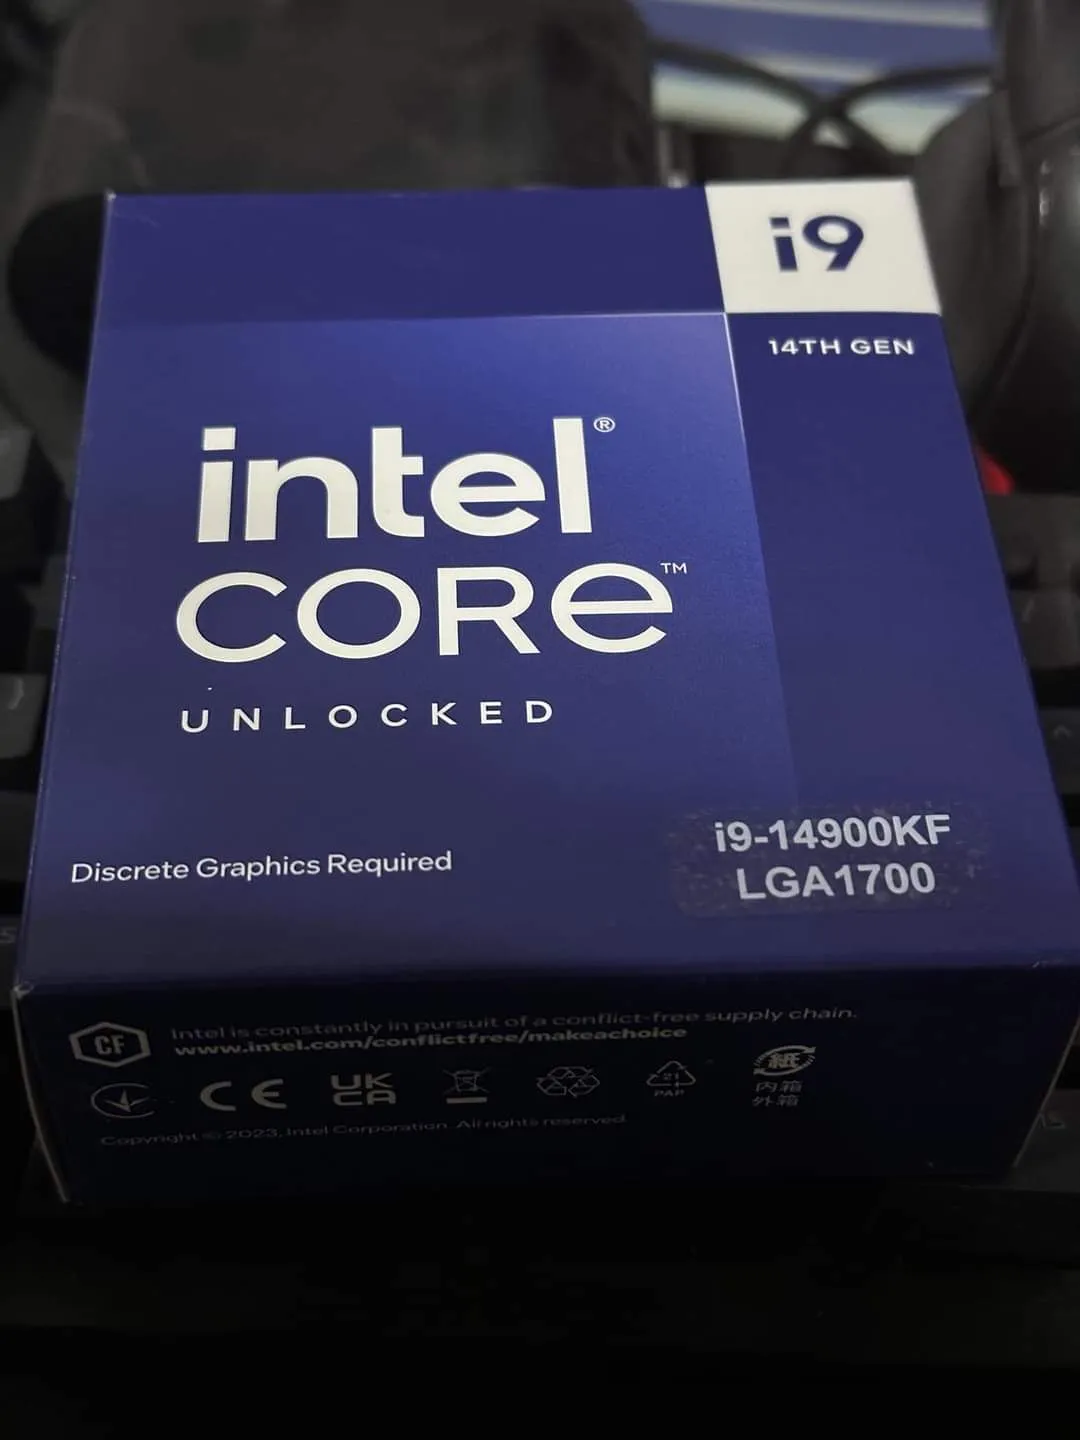 i9
14TH GEN
intel®
CORE™
UNLOCKED
i9-14900KF
LGA1700
Discrete Graphics Required
CF
Intel is constantly in pursuit of a conflict-free supply chain.
www.intel.com/conflictfree/makeachoice
CE
UK
CA
21
PAP
紙
内箱
外箱
Copyright © 2023, Intel Corporation. All rights reserved.